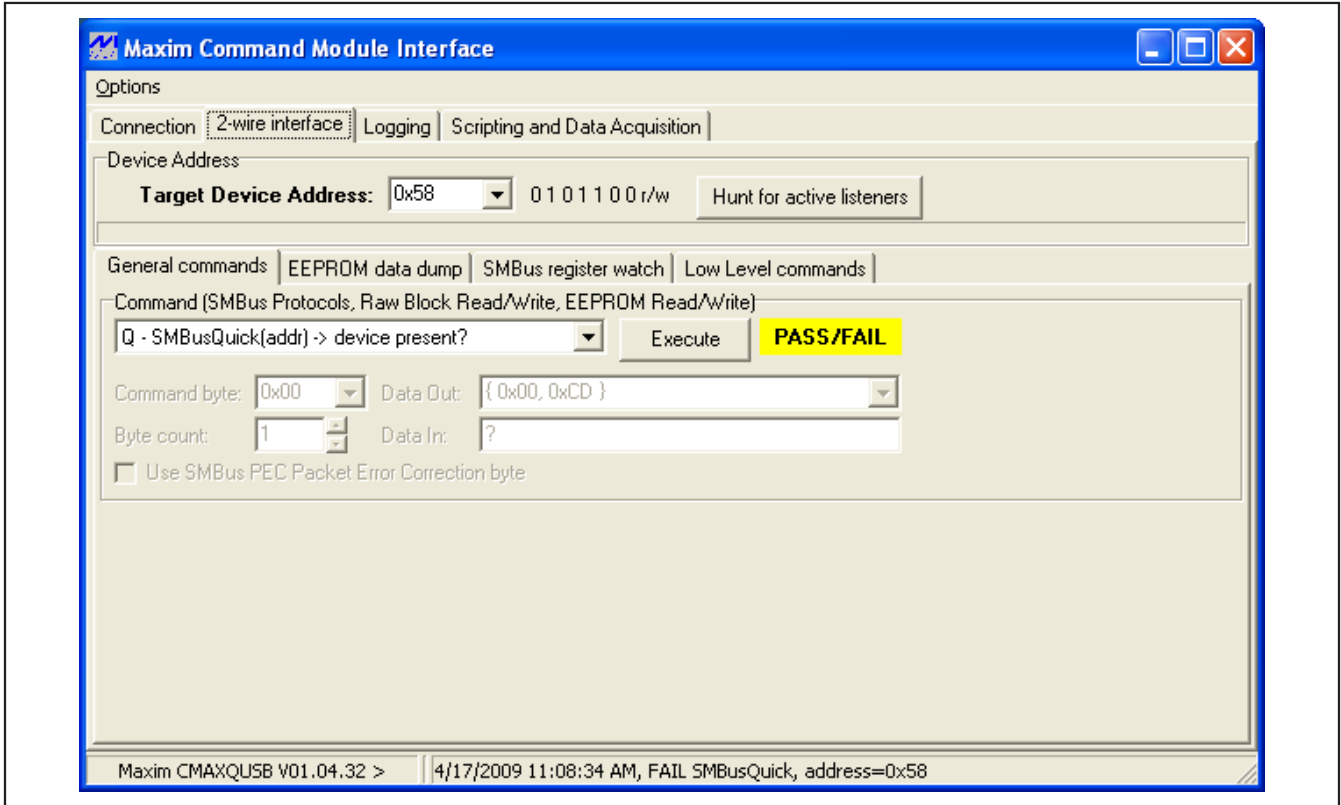 Maxim Command Module Interface
Options
Connection 2-wire interface Logging Scripting and Data Acquisition
Device Address
Target Device Address: 0x58 0 1 0 1 1 0 0 r/w Hunt for active listeners
General commands EEPROM data dump SMBus register watch Low Level commands
Command (SMBus Protocols, Raw Block Read/Write, EEPROM Read/Write)
Q - SMBusQuick(addr) -> device present? Execute PASS/FAIL
Command byte: 0x00 Data Out: { 0x00, 0xCD }
Byte count: 1 Data In: ?
Use SMBus PEC Packet Error Correction byte
Maxim CMAXQUSB V01.04.32 > 4/17/2009 11:08:34 AM, FAIL SMBusQuick, address=0x58